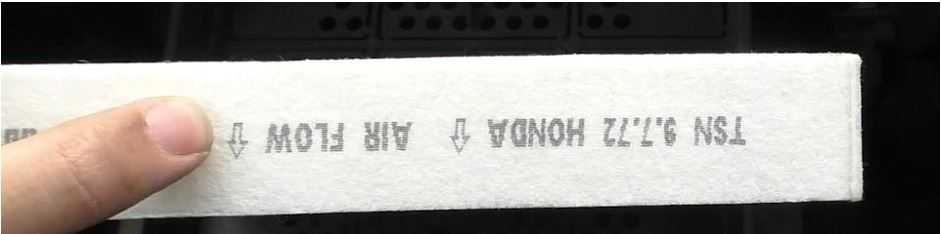 TSN 9.7.72 HONDA ⇧ AIR FLOW ⇧